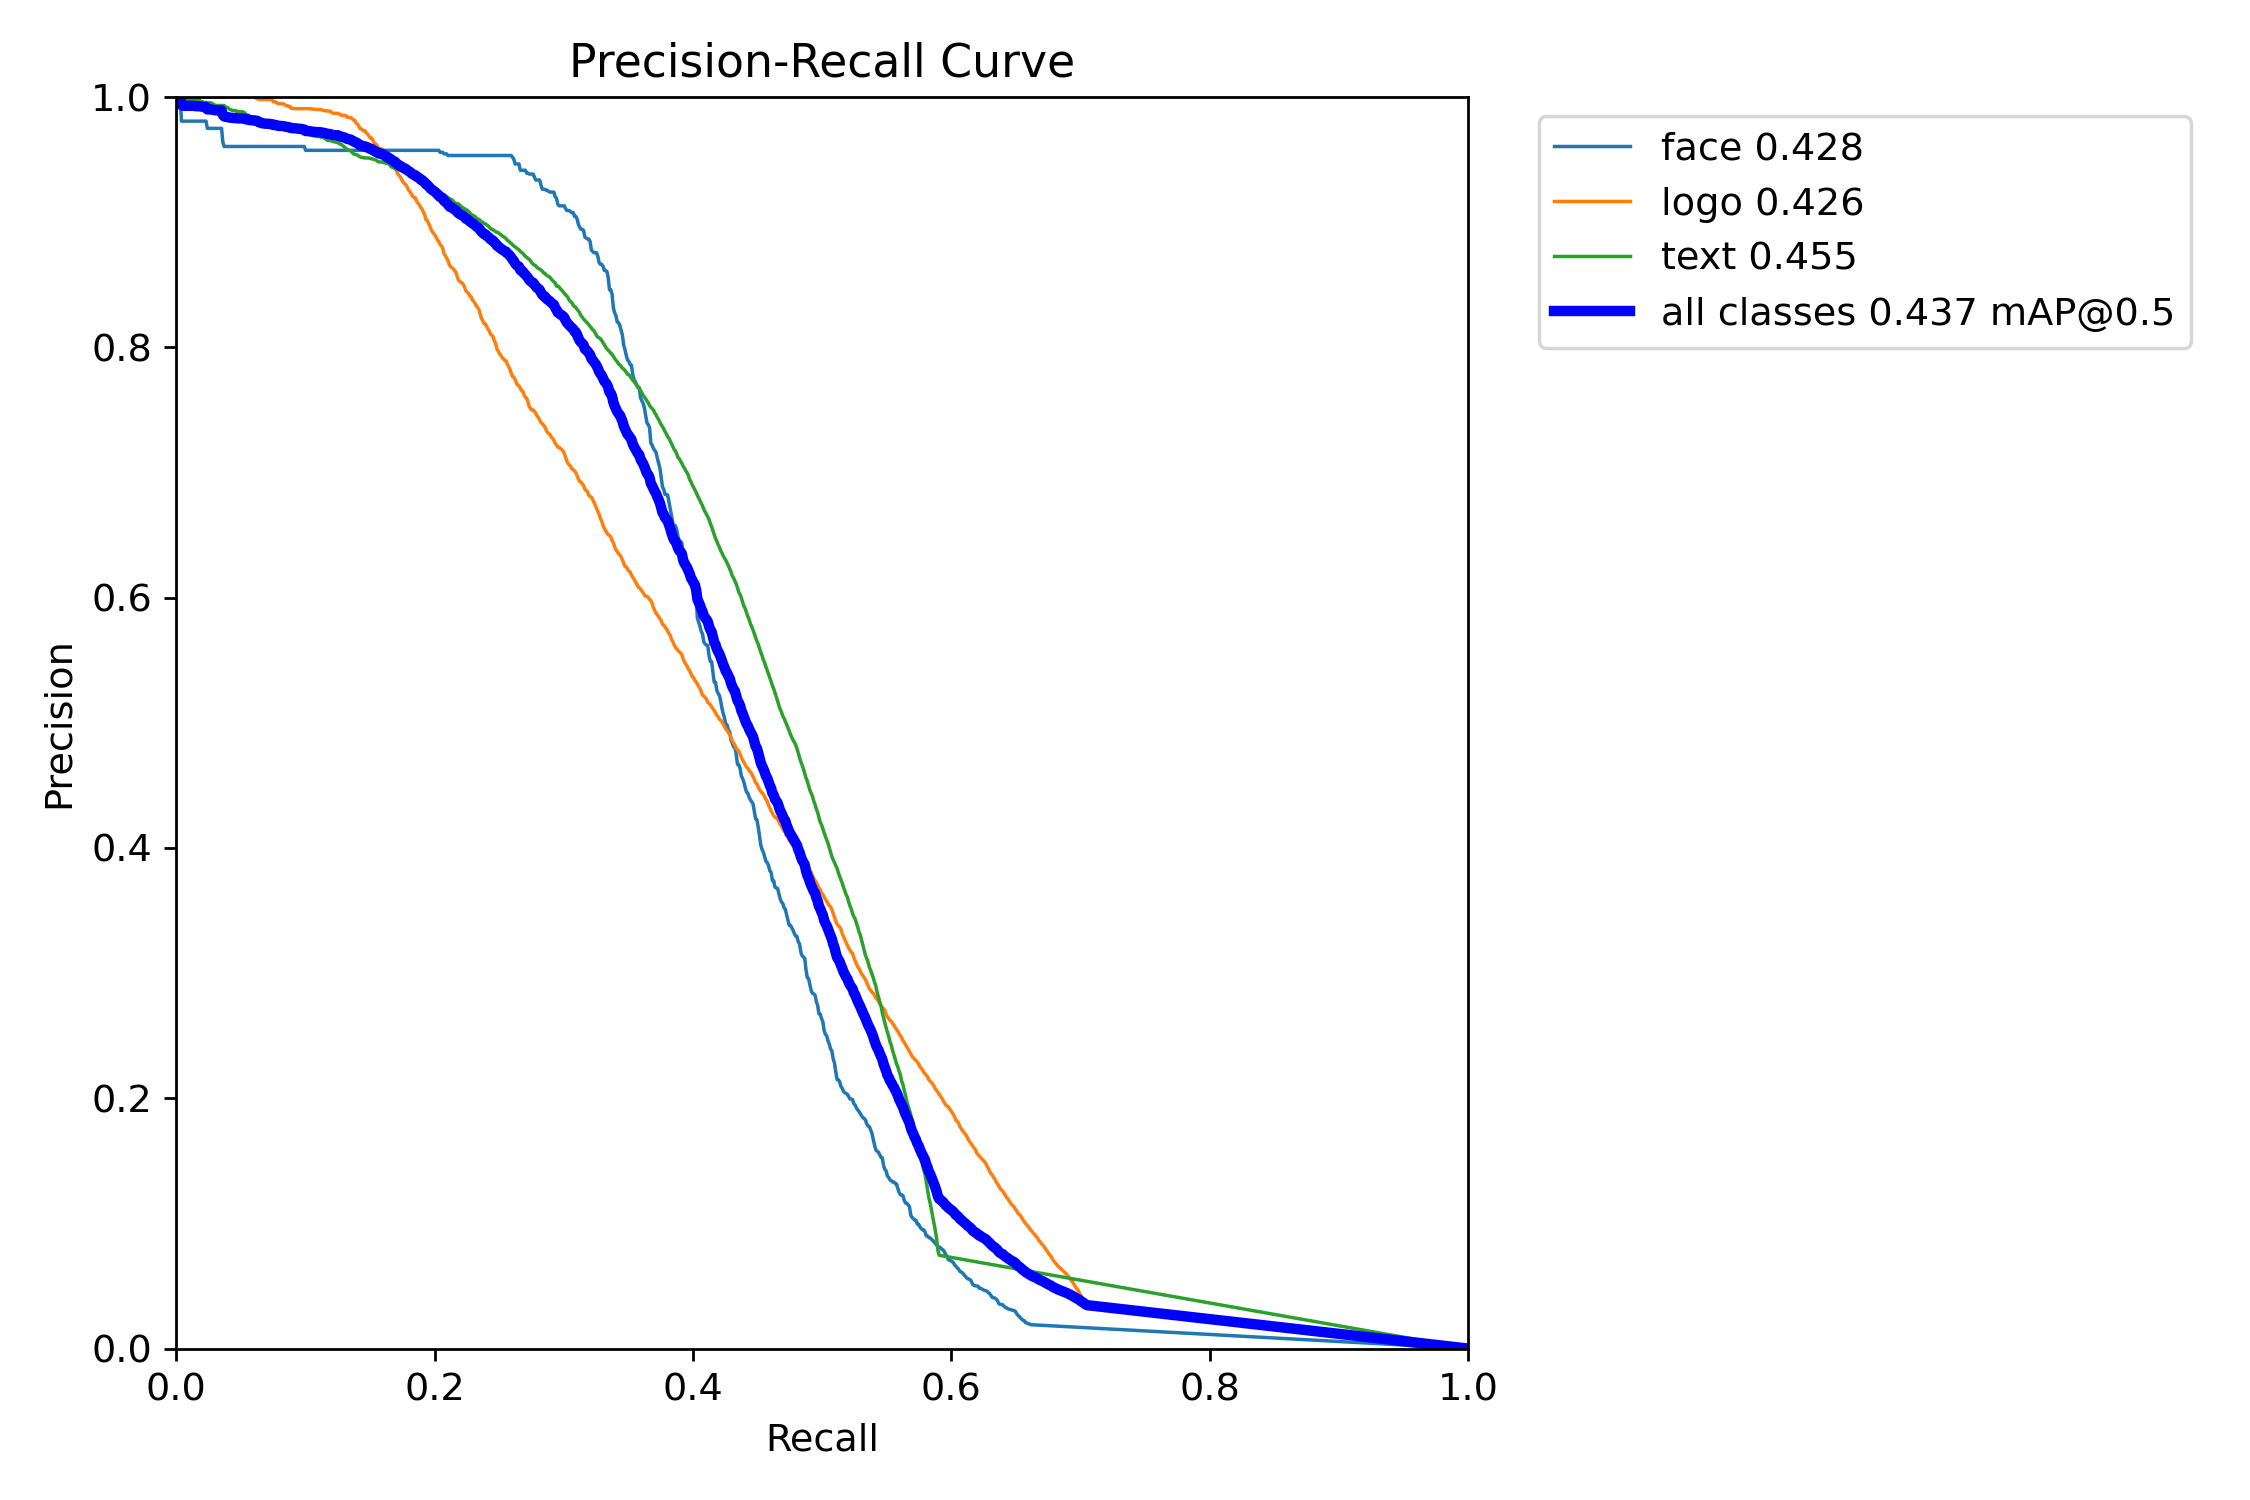 Precision-Recall Curve
1.0
0.8
0.6
0.4
0.2
0.0
Precision
0.0 0.2 0.4 0.6 0.8 1.0
Recall
face 0.428
logo 0.426
text 0.455
all classes 0.437 mAP@0.5